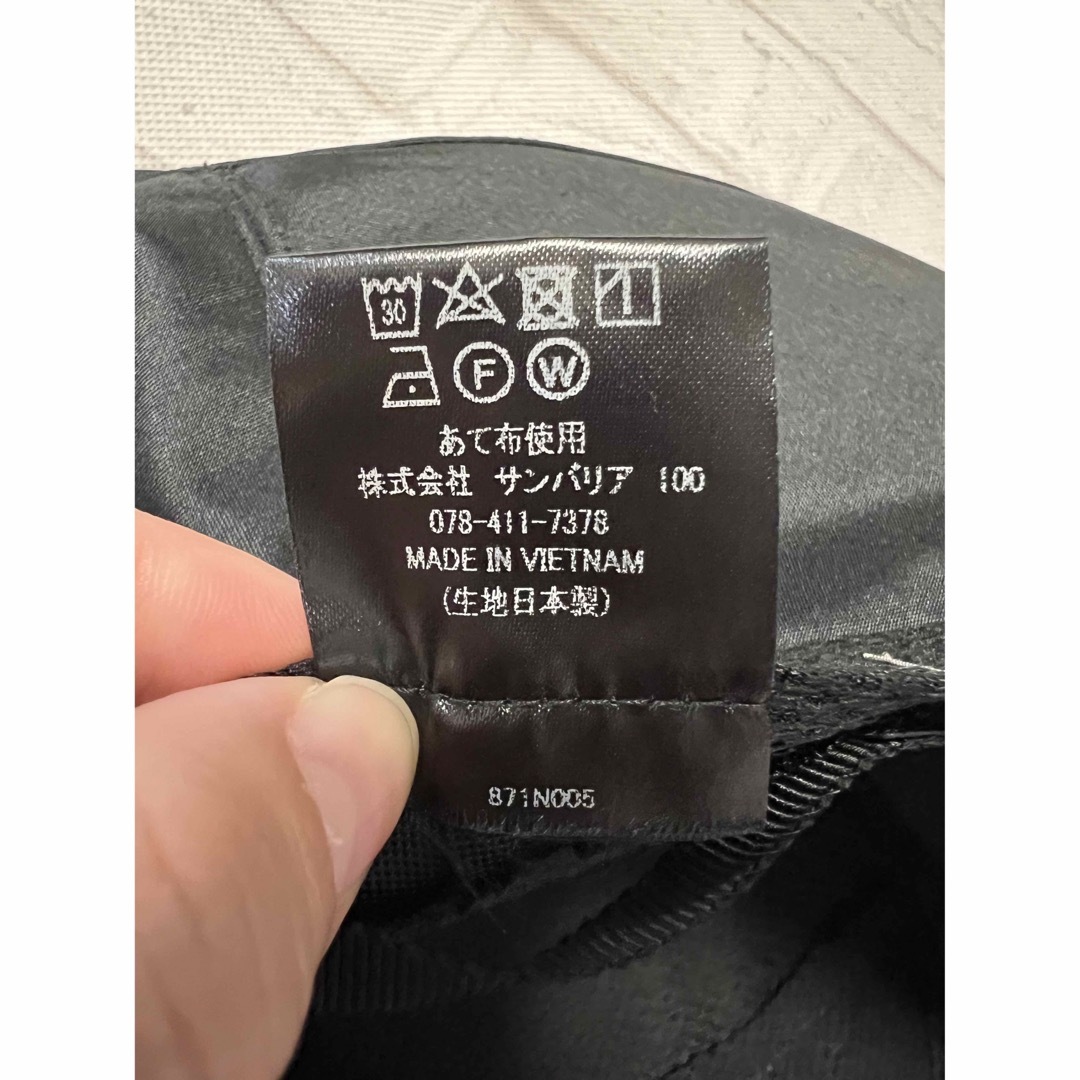 30
F W
あて布使用
株式会社 サンバリア 100
078-411-7378
MADE IN VIETNAM
(生地日本製)
871N005